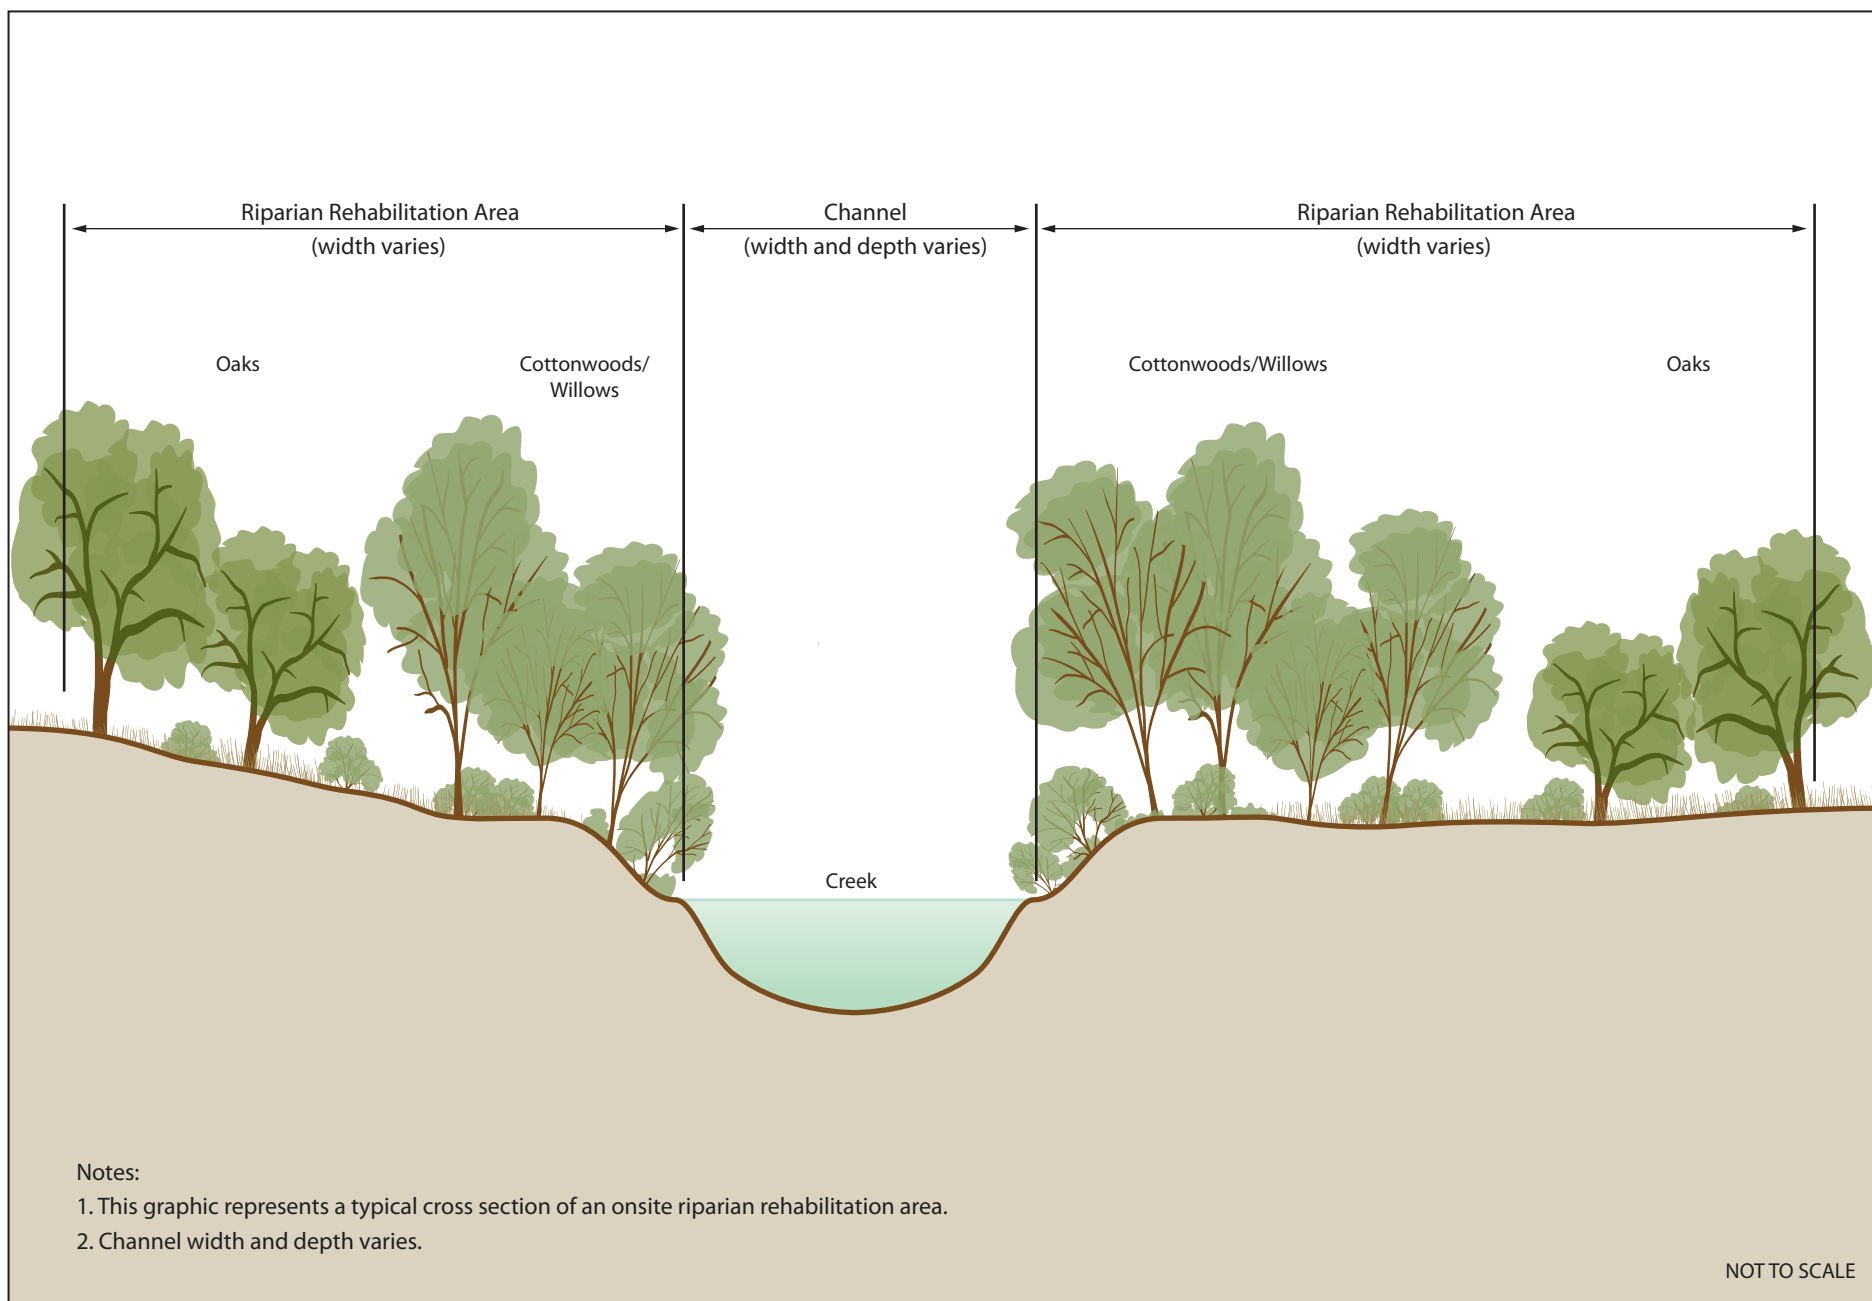 Riparian Rehabilitation Area
(width varies)
Channel
(width and depth varies)
Riparian Rehabilitation Area
(width varies)
Oaks
Cottonwoods/
Willows
Cottonwoods/Willows
Oaks
Creek
Notes:
1. This graphic represents a typical cross section of an onsite riparian rehabilitation area.
2. Channel width and depth varies.
NOT TO SCALE